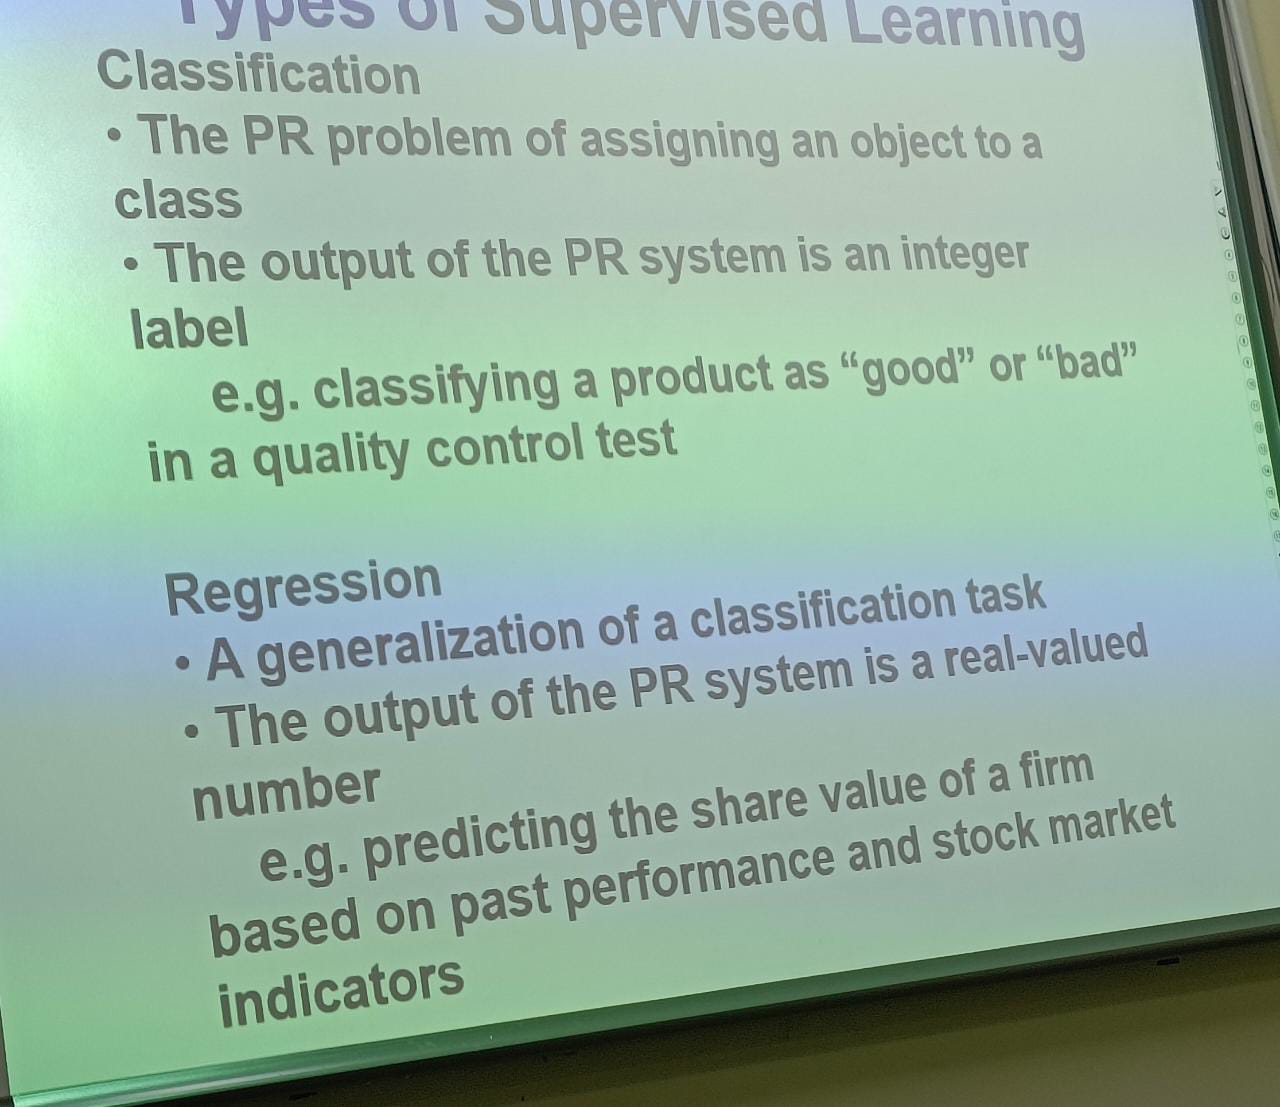 Types of Supervised Learning
Classification
• The PR problem of assigning an object to a
class
• The output of the PR system is an integer
label
e.g. classifying a product as “good” or “bad”
in a quality control test
Regression
• A generalization of a classification task
• The output of the PR system is a real-valued
number
e.g. predicting the share value of a firm
based on past performance and stock market
indicators